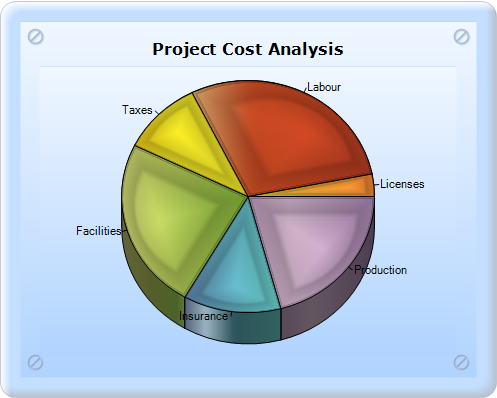 Project Cost Analysis
Labour
Taxes
Licenses
Facilities
Production
Insurance